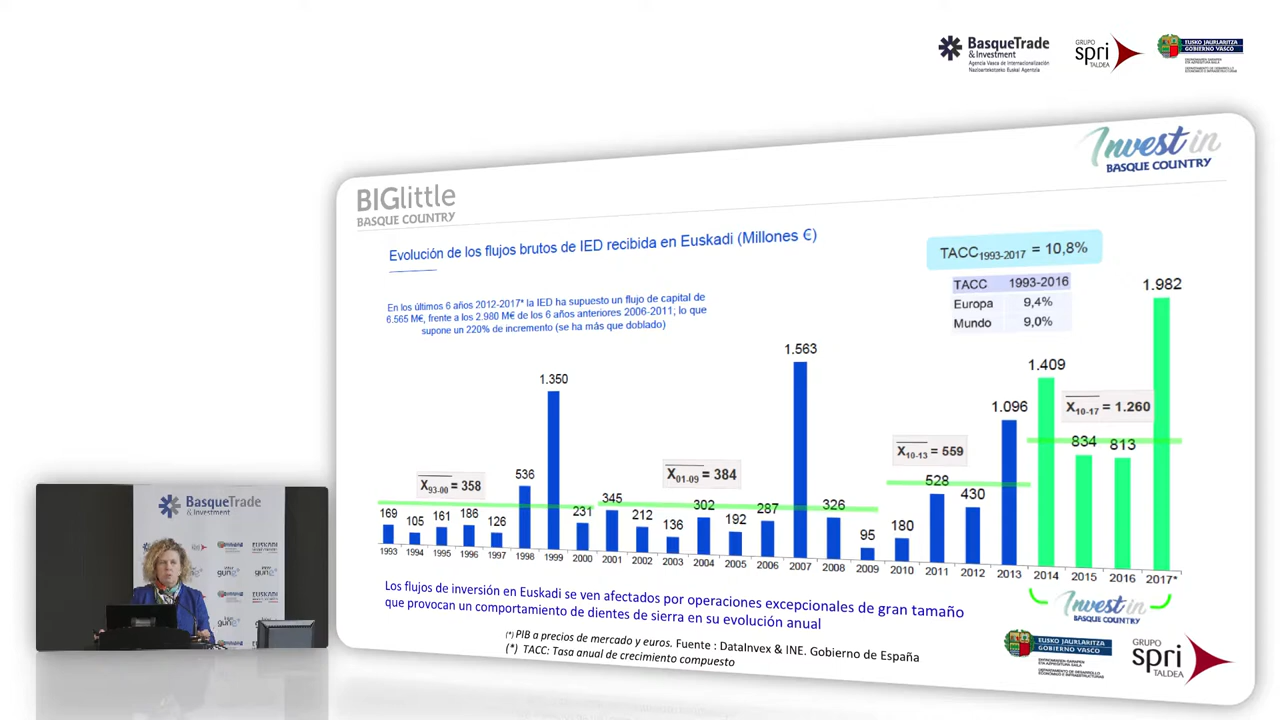 BasqueTrade
& Investment
Agencia Vasca de Internacionalización
Nazioartekotzeko Euskal Agentzia
GRUPO
spri
TALDEA
EUSKO JAURLARITZA
GOBIERNO VASCO
Invest in
BASQUE COUNTRY
BIGlittle
BASQUE COUNTRY
Evolución de los flujos brutos de IED recibida en Euskadi (Millones €)
TACC1993-2017 = 10,8%
TACC 1993-2016
Europa 9,4%
Mundo 9,0%
En los últimos 6 años 2012-2017* la IED ha supuesto un flujo de capital de
6.565 M€, frente a los 2.980 M€ de los 6 años anteriores 2006-2011; lo que
supone un 220% de incremento (se ha más que doblado)
X93-00 = 358
X01-09 = 384
X10-13 = 559
X10-17 = 1.260
169 105 161 186 126 536 1.350 231 345 212 136 302 192 287 1.563 326 95 180 528 430 1.096 1.409 834 813 1.982
1993 1994 1995 1996 1997 1998 1999 2000 2001 2002 2003 2004 2005 2006 2007 2008 2009 2010 2011 2012 2013 2014 2015 2016 2017*
Invest in
BASQUE COUNTRY
Los flujos de inversión en Euskadi se ven afectados por operaciones excepcionales de gran tamaño
que provocan un comportamiento de dientes de sierra en su evolución anual
(*) PIB a precios de mercado y euros. Fuente : DataInvex & INE. Gobierno de España
(*) TACC: Tasa anual de crecimiento compuesto
EUSKO JAURLARITZA
GOBIERNO VASCO
GRUPO
spri
TALDEA
BasqueTrade
& Investment